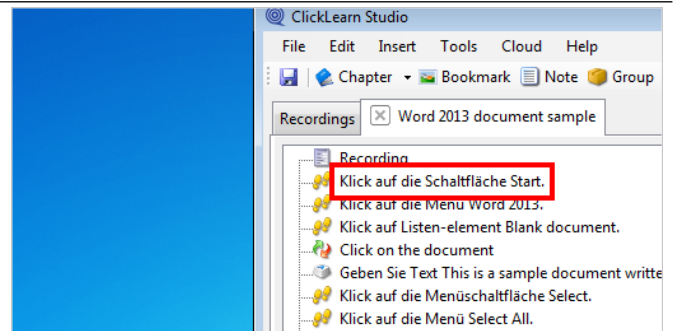 ClickLearn Studio
File Edit Insert Tools Cloud Help
Chapter Bookmark Note Group
Recordings Word 2013 document sample
Recording
Klick auf die Schaltfläche Start.
Klick auf die Menü Word 2013.
Klick auf Listen-element Blank document.
Click on the document
Geben Sie Text This is a sample document writte
Klick auf die Menüschaltfläche Select.
Klick auf die Menü Select All.